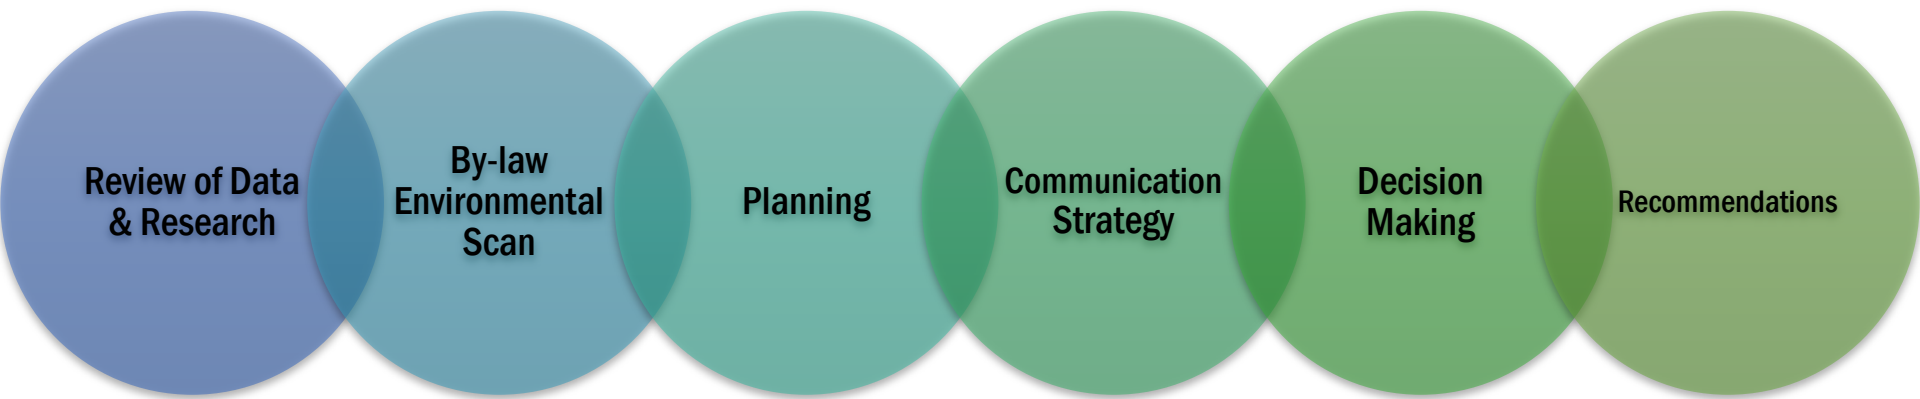 Review of Data
& Research
By-law
Environmental
Scan
Planning
Communication
Strategy
Decision
Making
Recommendations